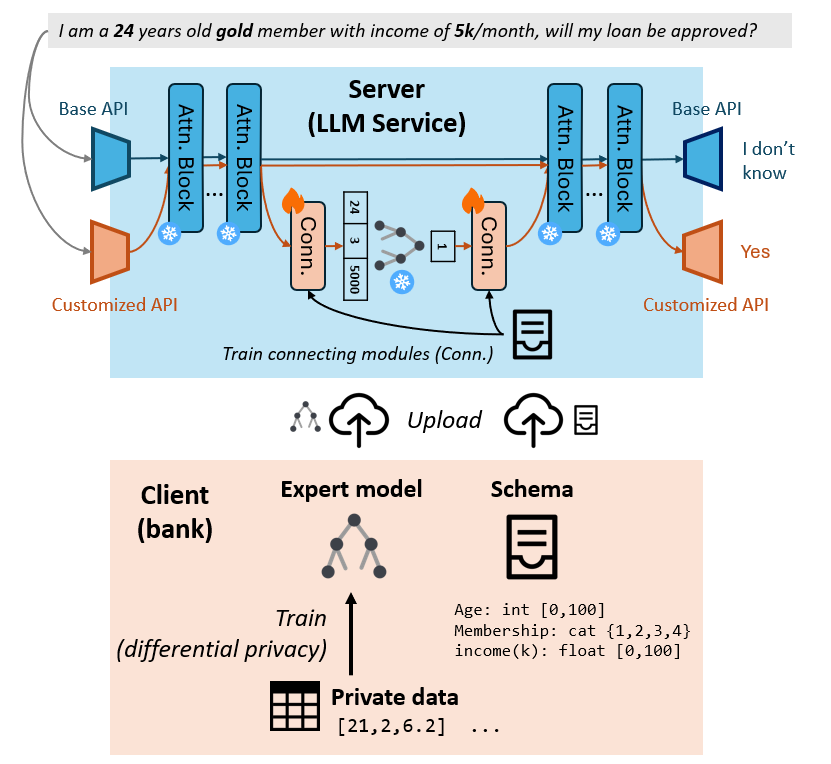 I am a 24 years old gold member with income of 5k/month, will my loan be approved?
Server
(LLM Service)
Base API
Attn. Block
Attn. Block
...
Attn. Block
Attn. Block
...
Base API
I don't
know
Conn.
24
3
5000
1
Conn.
Yes
Customized API
Customized API
Train connecting modules (Conn.)
Upload
Client
(bank)
Expert model
Schema
Age: int [0,100]
Membership: cat {1,2,3,4}
income(k): float [0,100]
Train
(differential privacy)
Private data
[21,2,6.2] ...